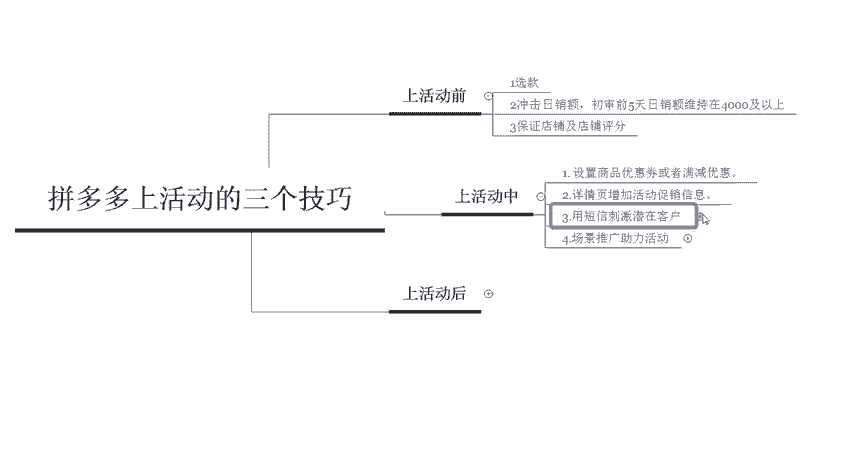 拼多多上活动的三个技巧
上活动前
1选款
2冲击日销额，初审前5天日销额维持在4000及以上
3保证店铺及店铺评分
上活动中
1. 设置商品优惠券或者满减优惠。
2.详情页增加活动促销信息。
3.用短信刺激潜在客户
4.场景推广助力活动
上活动后